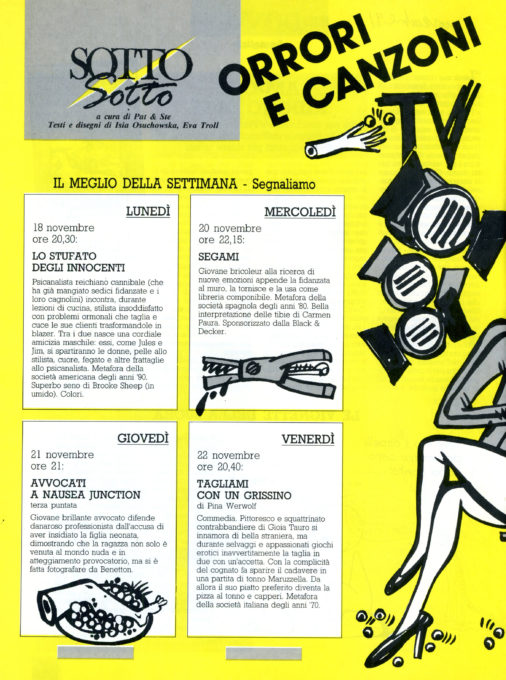 SOTTO
Sotto
a cura di Pat & Ste
Testi e disegni di Isia Osuchowska, Eva Troll
ORRORI
E CANZONI
TV
IL MEGLIO DELLA SETTIMANA - Segnaliamo
LUNEDÌ
18 novembre
ore 20,30:
LO STUFATO
DEGLI INNOCENTI
Psicanalista reichiano cannibale (che
ha già mangiato sedici fidanzate e i
loro cagnolini) incontra, durante
lezioni di cucina, stilista insoddisfatto
con problemi ormonali che taglia e
cuce le sue clienti trasformandole in
blazer. Tra i due nasce una cordiale
amicizia maschile: essi, come Jules e
Jim, si spartiranno le donne, pelle allo
stilista, cuore, fegato e altre frattaglie
allo psicanalista. Metafora della
società americana degli anni '90.
Superbo seno di Brooke Sheep (in
umido). Colori.
MERCOLEDÌ
20 novembre
ore 22,15:
SEGAMI
Giovane bricoleur alla ricerca di
nuove emozioni appende la fidanzata
al muro, la tornisce e la usa come
libreria componibile. Metafora della
società spagnola degli anni '80. Bella
interpretazione delle tibie di Carmen
Paura. Sponsorizzato dalla Black &
Decker.
GIOVEDÌ
21 novembre
ore 21:
AVVOCATI
A NAUSEA JUNCTION
terza puntata
Giovane brillante avvocato difende
danaroso professionista dall'accusa di
aver insidiato la figlia neonata,
dimostrando che la ragazza non solo è
venuta al mondo nuda e in
atteggiamento provocatorio, ma si è
fatta fotografare da Benetton.
VENERDÌ
22 novembre
ore 20,40:
TAGLIAMI
CON UN GRISSINO
di Pina Werwolf
Commedia. Pittoresco e squattrinato
contrabbandiere di Gioia Tauro si
innamora di bella straniera, ma
durante selvaggi e appassionati giochi
erotici inavvertitamente la taglia in
due con un'accetta. Con la complicità
del cognato fa sparire il cadavere in
una partita di tonno Maruzzella. Da
allora il suo piatto preferito diventa la
pizza al tonno e capperi. Metafora
della società italiana degli anni '70.